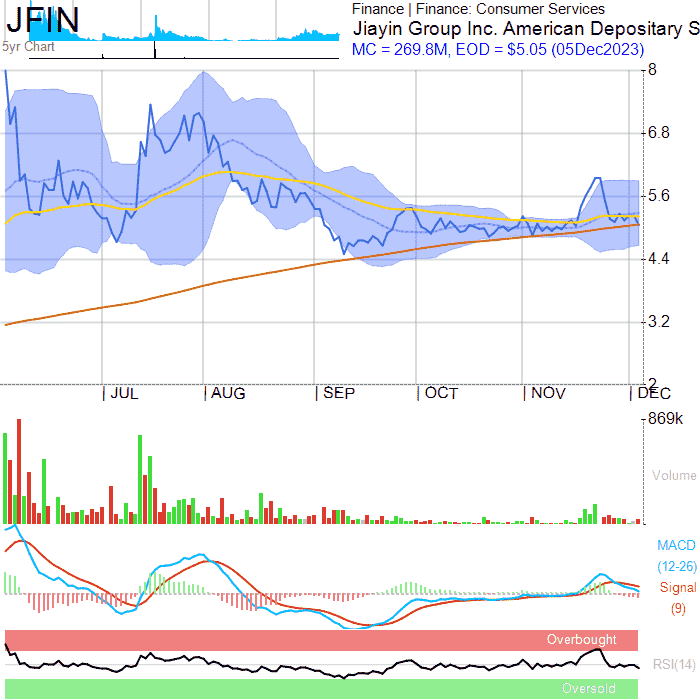 JFIN
5yr Chart
Finance | Finance: Consumer Services
Jiayin Group Inc. American Depositary S
MC = 269.8M, EOD = $5.05 (05Dec2023)
8
6.8
5.6
4.4
3.2
2
| JUL | AUG | SEP | OCT | NOV | DEC
869k
Volume
MACD
(12-26)
Signal
(9)
Overbought
RSI(14)
Oversold